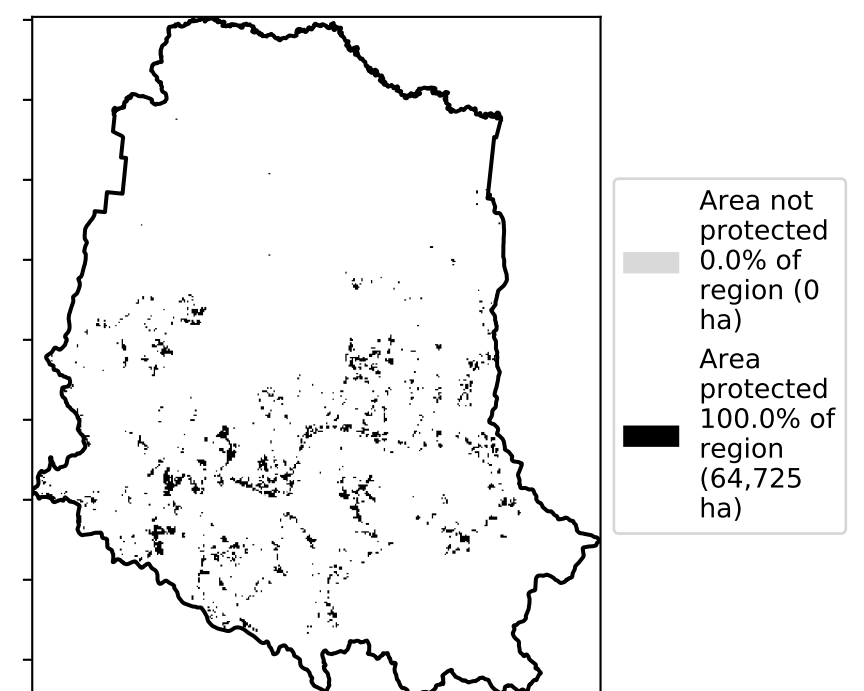 Area not
protected
0.0% of
region (0
ha)
Area
protected
100.0% of
region
(64,725
ha)